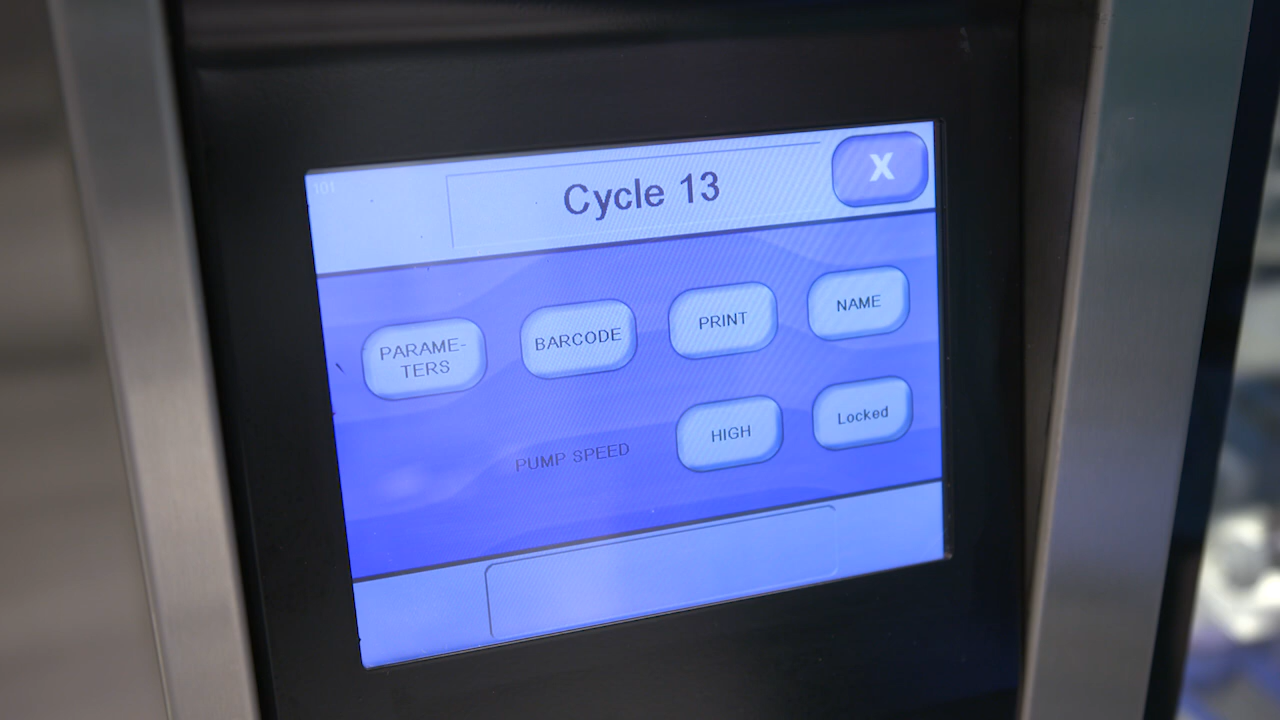 101
Cycle 13
X
PARAME-
TERS
BARCODE
PRINT
NAME
PUMP SPEED
HIGH
Locked